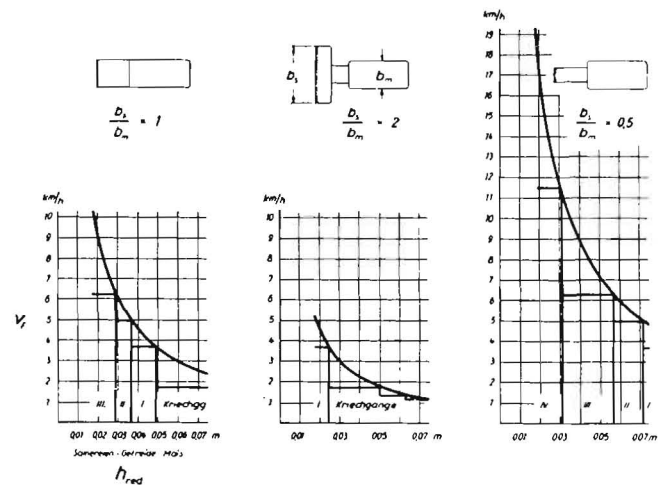 b_s / b_m = 1
b_s
b_m
b_s / b_m = 2
b_s / b_m = 0,5
km/h
10
9
8
7
6
5
4
3
2
1
V_f
III
II
I
Kriechgg
0,01 0,02 0,03 0,04 0,05 0,06 0,07 m
Sämereien - Getreide Mais
h_red
km/h
10
9
8
7
6
5
4
3
2
1
I
Kriechgänge
0,01 0,03 0,05 0,07 m
km/h
19
18
17
16
15
14
13
12
11
10
9
8
7
6
5
4
3
2
1
IV
III
II
I
0,01 0,03 0,05 0,07 m